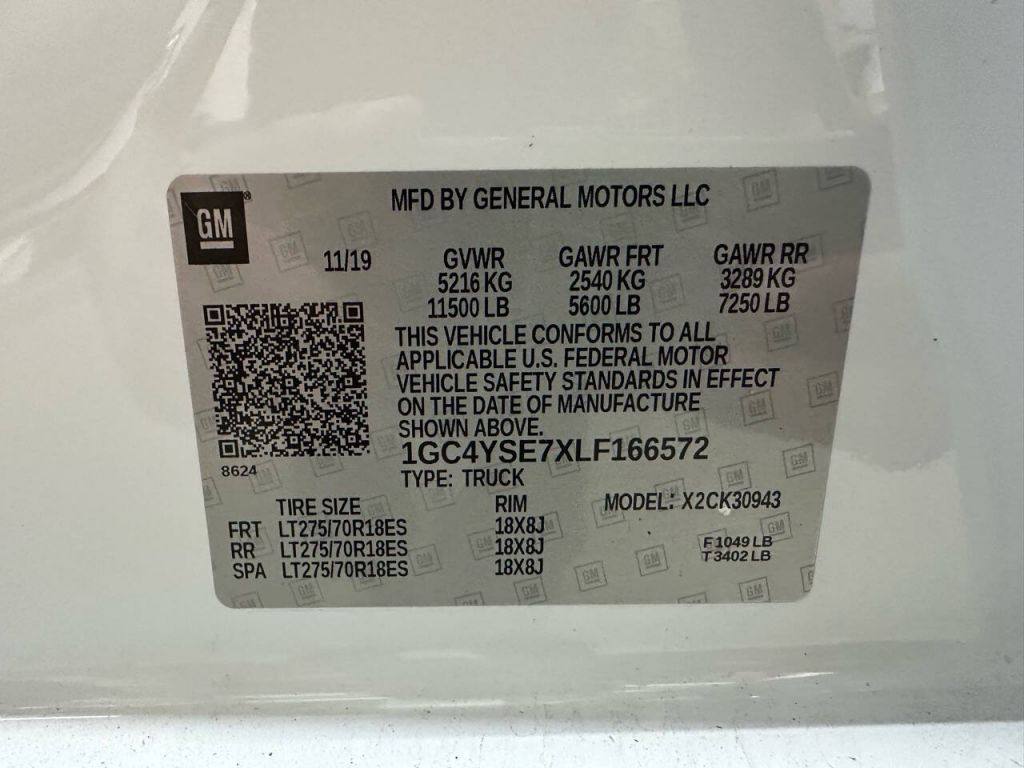 GM
®
MFD BY GENERAL MOTORS LLC
11/19
GVWR GAWR FRT GAWR RR
5216 KG 2540 KG 3289 KG
11500 LB 5600 LB 7250 LB
THIS VEHICLE CONFORMS TO ALL
APPLICABLE U.S. FEDERAL MOTOR
VEHICLE SAFETY STANDARDS IN EFFECT
ON THE DATE OF MANUFACTURE
SHOWN ABOVE.
8624
1GC4YSE7XLF166572
TYPE: TRUCK
TIRE SIZE RIM MODEL: X2CK30943
FRT LT275/70R18ES 18X8J
RR LT275/70R18ES 18X8J
SPA LT275/70R18ES 18X8J
F1049 LB
T3402 LB